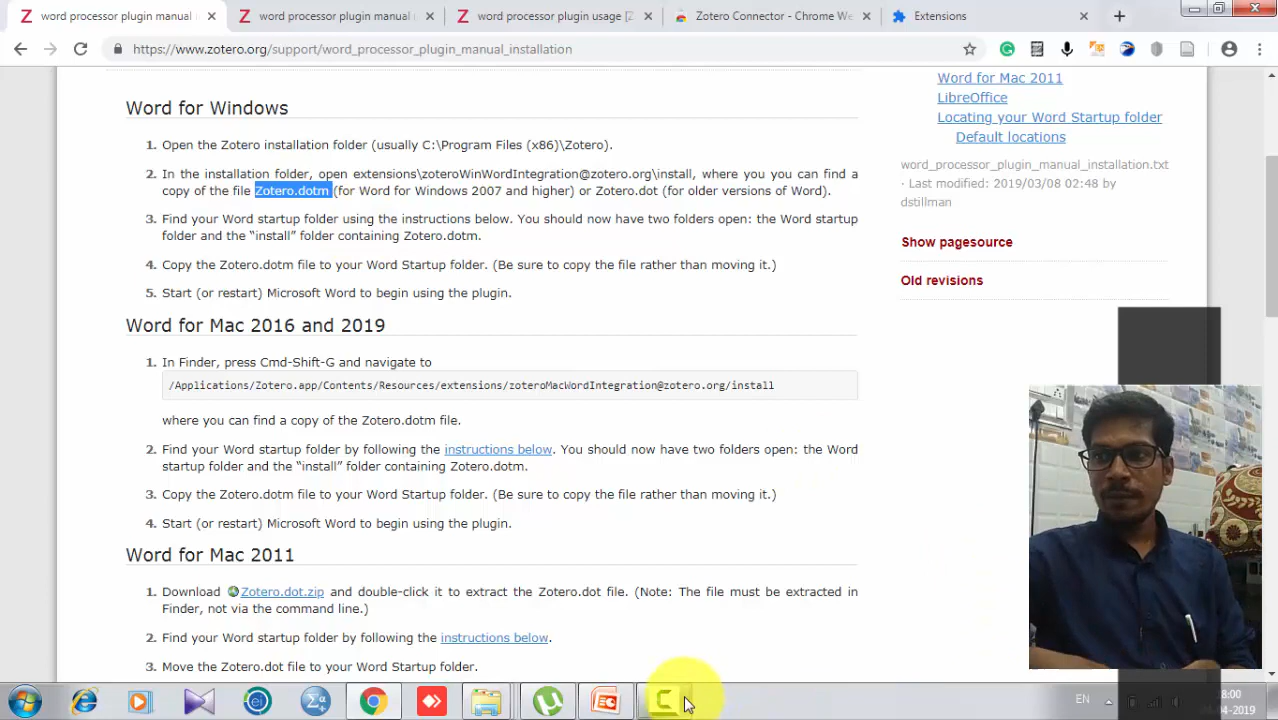 word processor plugin manual
word processor plugin manual
word processor plugin usage [Z
Zotero Connector - Chrome We
Extensions
https://www.zotero.org/support/word_processor_plugin_manual_installation
Word for Windows
1. Open the Zotero installation folder (usually C:\Program Files (x86)\Zotero).
2. In the installation folder, open extensions\zoteroWinWordIntegration@zotero.org\install, where you you can find a
copy of the file Zotero.dotm (for Word for Windows 2007 and higher) or Zotero.dot (for older versions of Word).
3. Find your Word startup folder using the instructions below. You should now have two folders open: the Word startup
folder and the “install” folder containing Zotero.dotm.
4. Copy the Zotero.dotm file to your Word Startup folder. (Be sure to copy the file rather than moving it.)
5. Start (or restart) Microsoft Word to begin using the plugin.
Word for Mac 2016 and 2019
1. In Finder, press Cmd-Shift-G and navigate to
/Applications/Zotero.app/Contents/Resources/extensions/zoteroMacWordIntegration@zotero.org/install
where you can find a copy of the Zotero.dotm file.
2. Find your Word startup folder by following the instructions below. You should now have two folders open: the Word
startup folder and the “install” folder containing Zotero.dotm.
3. Copy the Zotero.dotm file to your Word Startup folder. (Be sure to copy the file rather than moving it.)
4. Start (or restart) Microsoft Word to begin using the plugin.
Word for Mac 2011
1. Download Zotero.dot.zip and double-click it to extract the Zotero.dot file. (Note: The file must be extracted in
Finder, not via the command line.)
2. Find your Word startup folder by following the instructions below.
3. Move the Zotero.dot file to your Word Startup folder.
Word for Mac 2011
LibreOffice
Locating your Word Startup folder
Default locations
word_processor_plugin_manual_installation.txt
· Last modified: 2019/03/08 02:48 by
dstillman
Show pagesource
Old revisions
EN
18:00
-04-2019